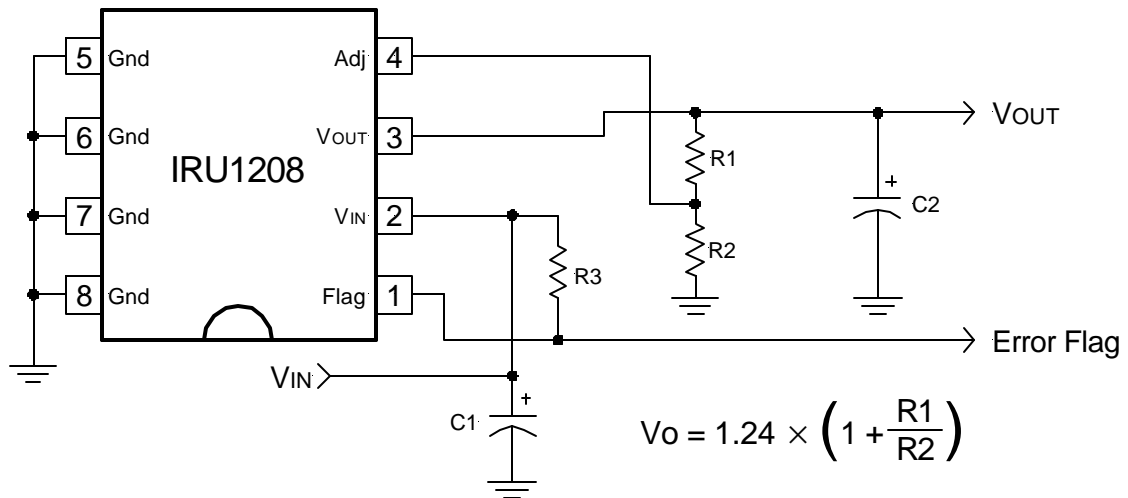 5 Gnd Adj 4
VOUT
6 Gnd VOUT 3
R1
IRU1208
C2
+
7 Gnd VIN 2
R2
R3
8 Gnd Flag 1
Error Flag
VIN
C1
+
Vo = 1.24 × (1 + R1/R2)